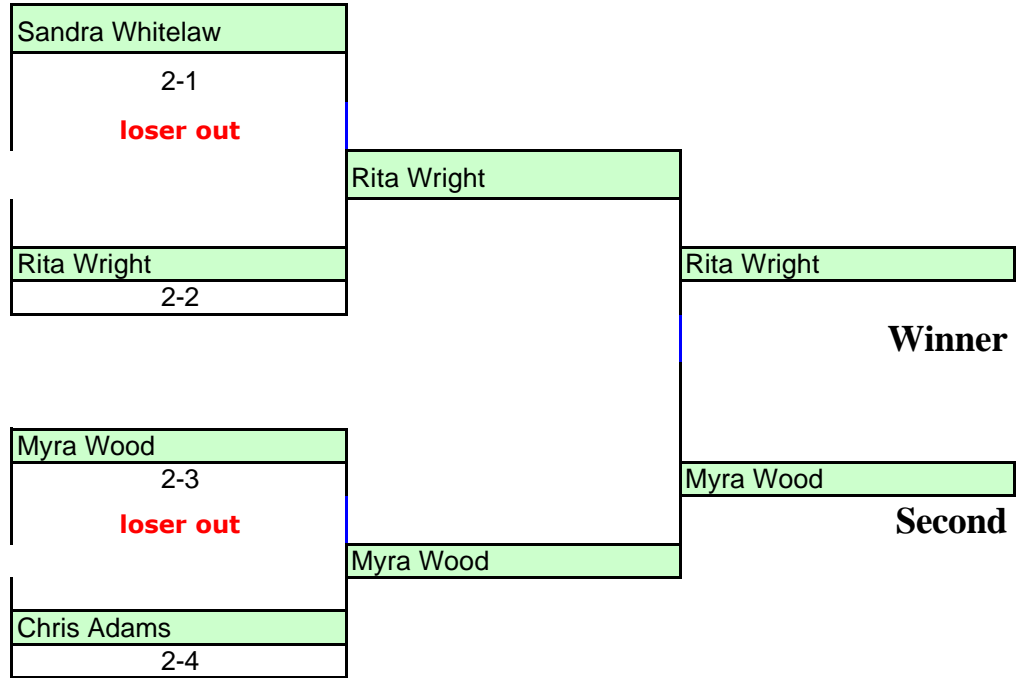 Sandra Whitelaw
2-1
loser out
Rita Wright
Rita Wright
Rita Wright
2-2
Winner
Myra Wood
2-3
Myra Wood
loser out
Second
Myra Wood
Chris Adams
2-4